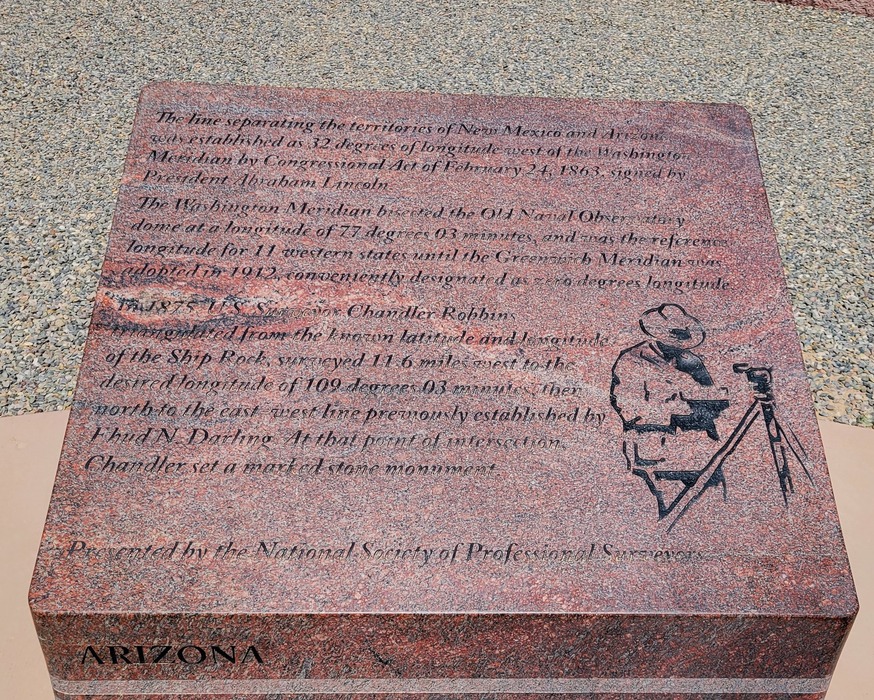 The line separating the territories of New Mexico and Arizona
was established as 32 degrees of longitude west of the Washington
Meridian by Congressional Act of February 24, 1863, signed by
President Abraham Lincoln.
The Washington Meridian bisected the Old Naval Observatory
dome at a longitude of 77 degrees 03 minutes, and was the reference
longitude for 11 western states until the Greenwich Meridian was
adopted in 1912, conveniently designated as zero degrees longitude.
In 1875, U.S. Surveyor Chandler Robbins
triangulated from the known latitude and longitude
of the Ship Rock, surveyed 11.6 miles west to the
desired longitude of 109 degrees 03 minutes, then
north to the east-west line previously established by
Ehud N. Darling. At that point of intersection,
Chandler set a marked stone monument.
Presented by the National Society of Professional Surveyors
ARIZONA